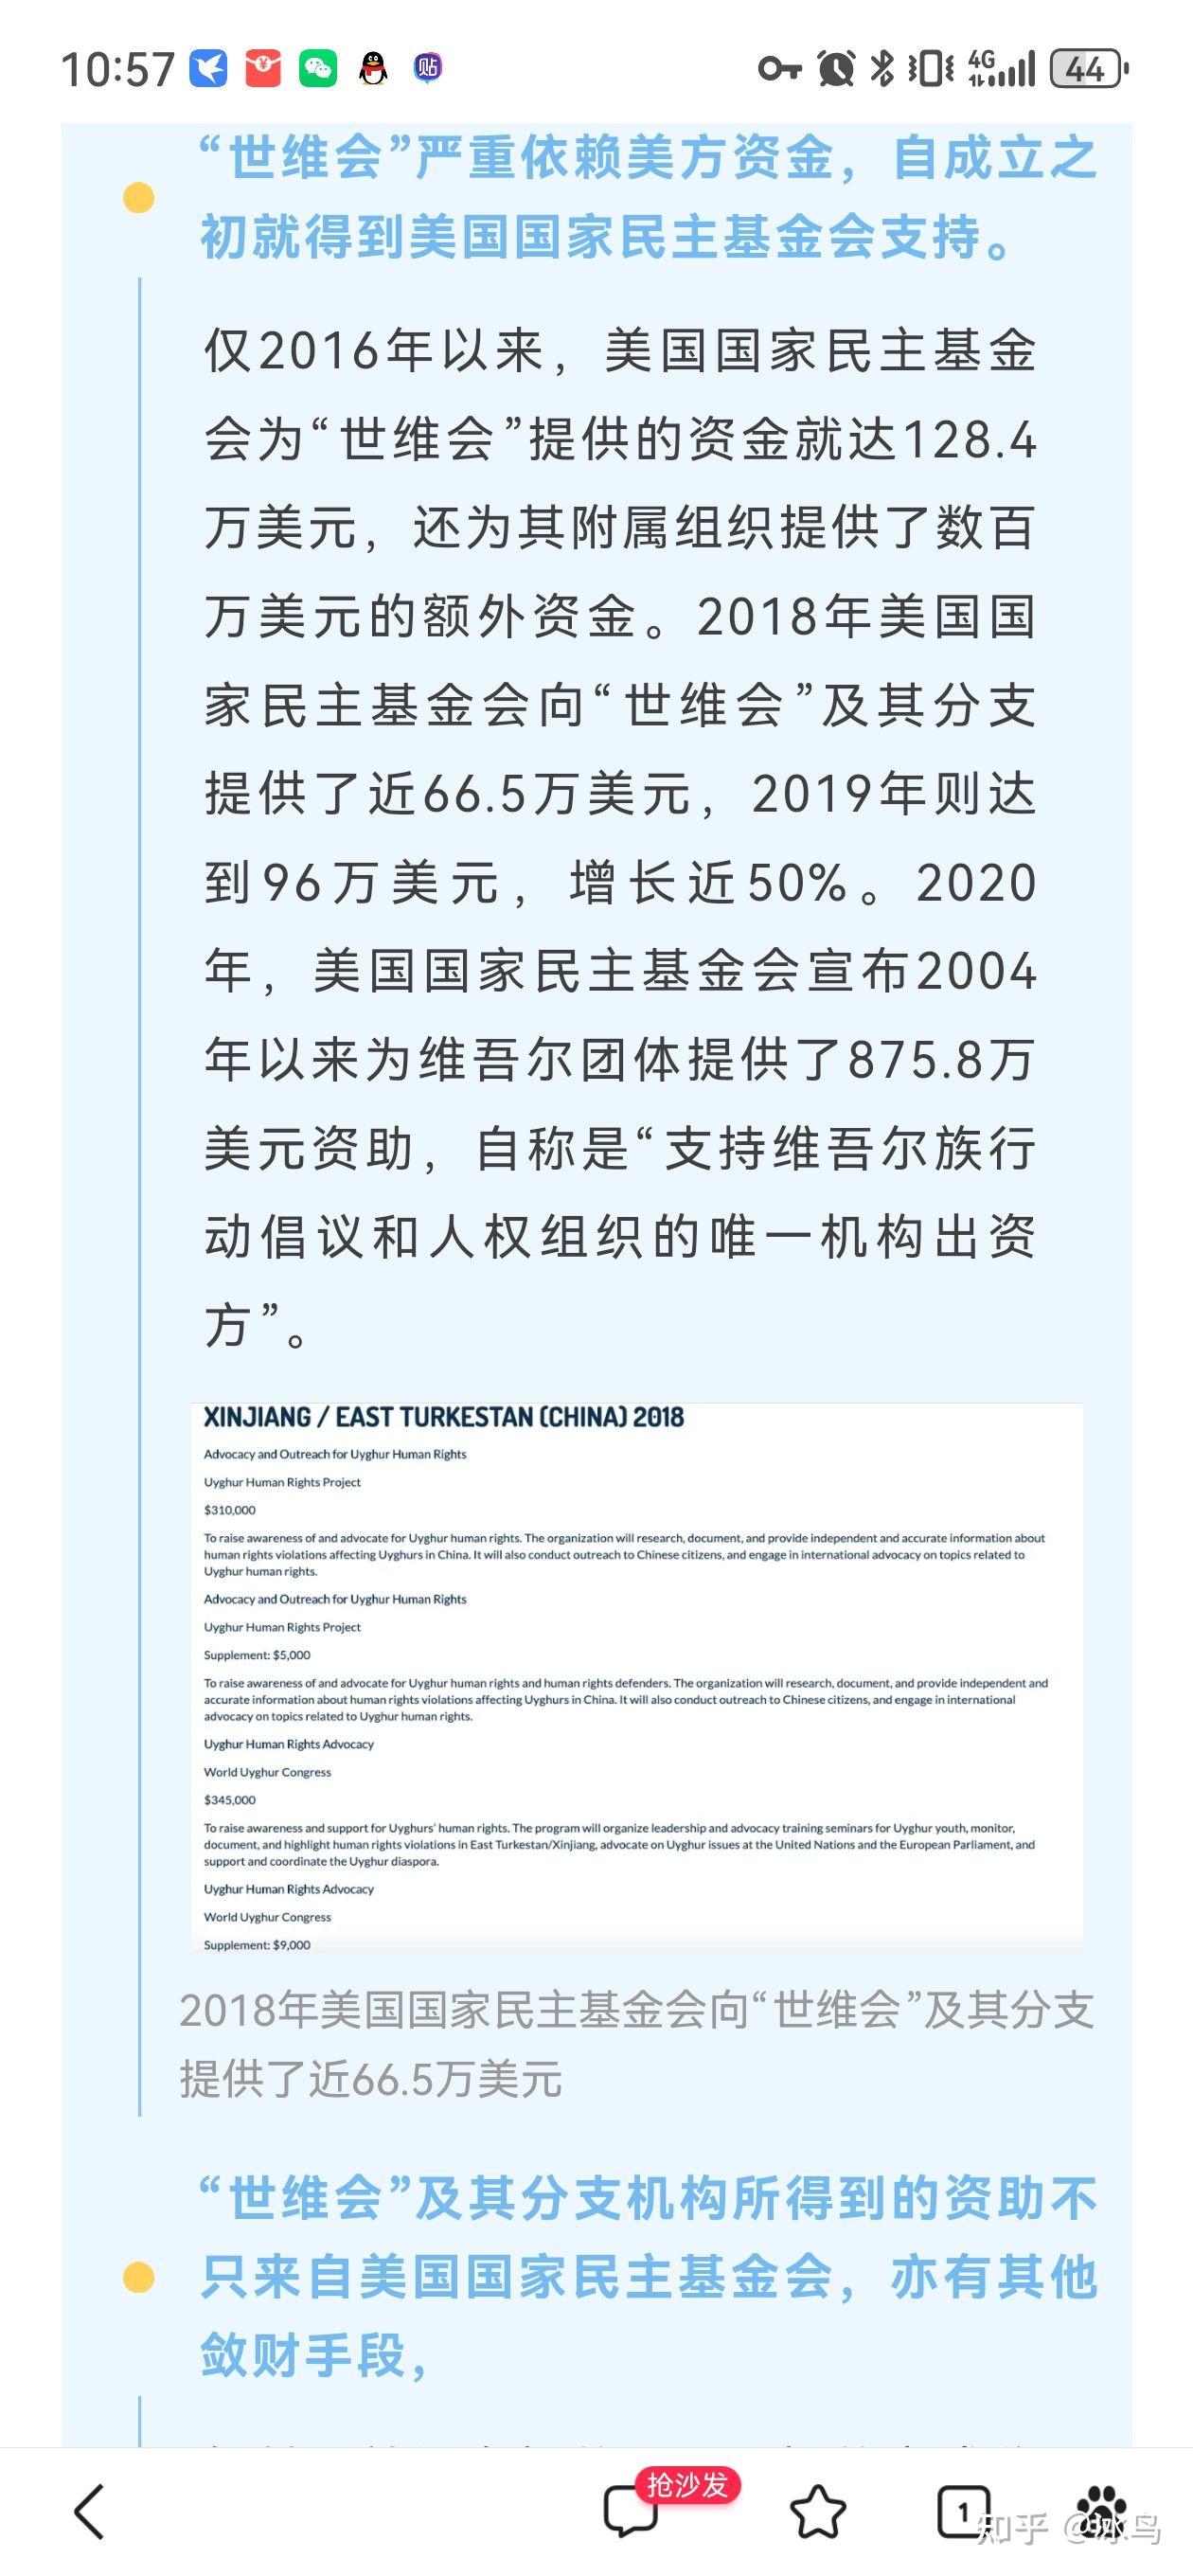 10:57
贴
4G
44
“世维会”严重依赖美方资金，自成立之
初就得到美国国家民主基金会支持。
仅2016年以来，美国国家民主基金
会为“世维会”提供的资金就达128.4
万美元，还为其附属组织提供了数百
万美元的额外资金。2018年美国国
家民主基金会向“世维会”及其分支
提供了近66.5万美元，2019年则达
到96万美元，增长近50%。2020
年，美国国家民主基金会宣布2004
年以来为维吾尔团体提供了875.8万
美元资助，自称是“支持维吾尔族行
动倡议和人权组织的唯一机构出资
方”。
XINJIANG / EAST TURKESTAN (CHINA) 2018
Advocacy and Outreach for Uyghur Human Rights
Uyghur Human Rights Project
$310,000
To raise awareness of and advocate for Uyghur human rights. The organization will research, document, and provide independent and accurate information about
human rights violations affecting Uyghurs in China. It will also conduct outreach to Chinese citizens, and engage in international advocacy on topics related to
Uyghur human rights.
Advocacy and Outreach for Uyghur Human Rights
Uyghur Human Rights Project
Supplement: $5,000
To raise awareness of and advocate for Uyghur human rights and human rights defenders. The organization will research, document, and provide independent and
accurate information about human rights violations affecting Uyghurs in China. It will also conduct outreach to Chinese citizens, and engage in international
advocacy on topics related to Uyghur human rights.
Uyghur Human Rights Advocacy
World Uyghur Congress
$345,000
To raise awareness and support for Uyghurs' human rights. The program will organize leadership and advocacy training seminars for Uyghur youth, monitor,
document, and highlight human rights violations in East Turkestan/Xinjiang, advocate on Uyghur issues at the United Nations and the European Parliament, and
support and coordinate the Uyghur diaspora.
Uyghur Human Rights Advocacy
World Uyghur Congress
Supplement: $9,000
2018年美国国家民主基金会向“世维会”及其分支
提供了近66.5万美元
“世维会”及其分支机构所得到的资助不
只来自美国国家民主基金会，亦有其他
敛财手段，
抢沙发
1
知乎 @冰鸟